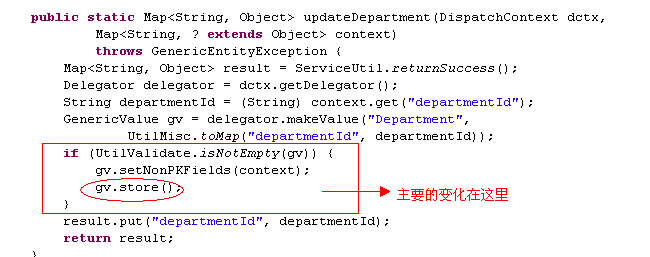 public static Map<String, Object> updateDepartment(DispatchContext dctx,
Map<String, ? extends Object> context)
throws GenericEntityException {
Map<String, Object> result = ServiceUtil.returnSuccess();
Delegator delegator = dctx.getDelegator();
String departmentId = (String) context.get("departmentId");
GenericValue gv = delegator.makeValue("Department",
UtilMisc.toMap("departmentId", departmentId));
if (UtilValidate.isNotEmpty(gv)) {
gv.setNonPKFields(context);
gv.store();
主要的变化在这里
}
result.put("departmentId", departmentId);
return result;
}